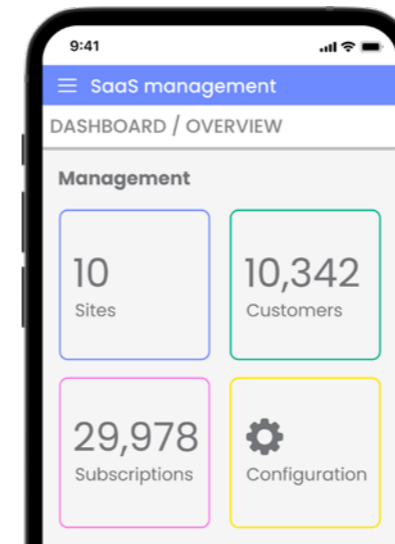 9:41
SaaS management
DASHBOARD / OVERVIEW
Management
10
Sites
10,342
Customers
29,978
Subscriptions
Configuration